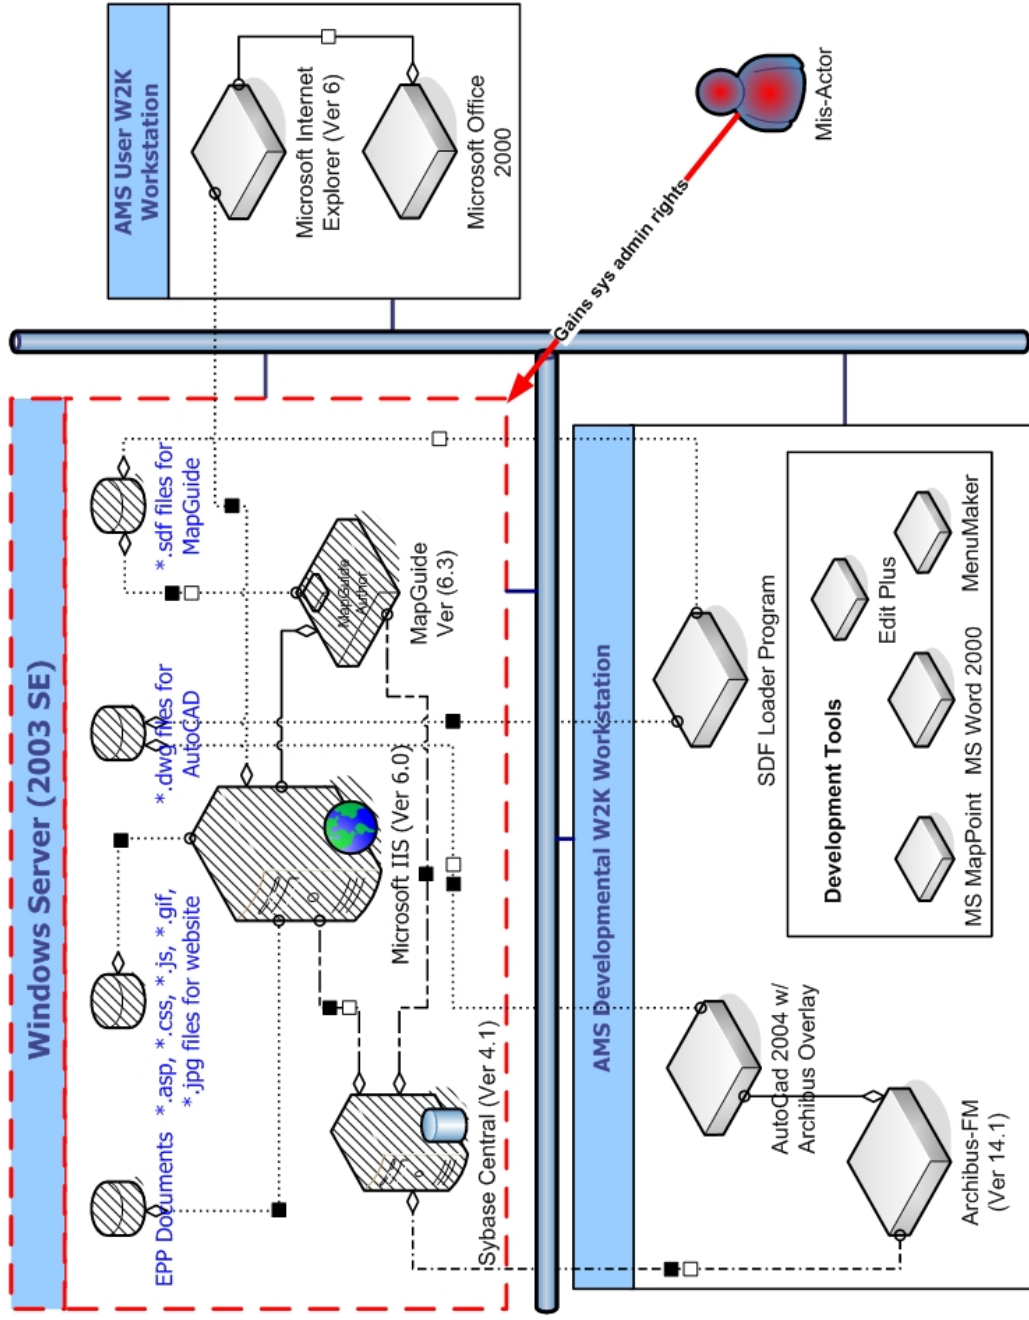 Windows Server (2003 SE)
EPP Documents
*.asp, *.css, *.js, *.gif,
*.jpg files for website
*.dwg files for
AutoCAD
*.sdf files for
MapGuide
MapGuide
Author
MapGuide
Ver (6.3)
Microsoft IIS (Ver 6.0)
Sybase Central (Ver 4.1)
AMS User W2K
Workstation
Microsoft Internet
Explorer (Ver 6)
Microsoft Office
2000
Gains sys admin rights
Mis-Actor
AMS Developmental W2K Workstation
AutoCad 2004 w/
Archibus Overlay
Archibus-FM
(Ver 14.1)
SDF Loader Program
Development Tools
Edit Plus
MS MapPoint
MS Word 2000
MenuMaker